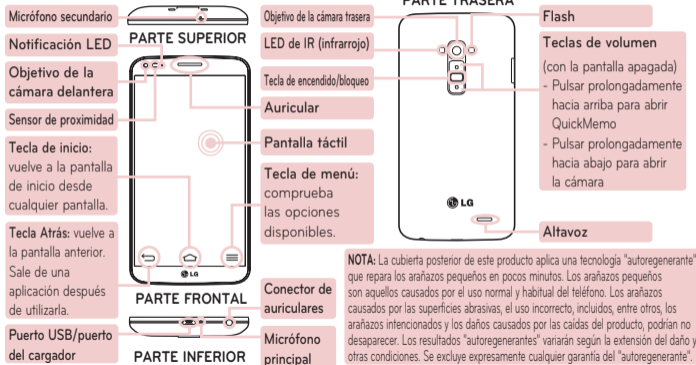 Micrófono secundario
PARTE SUPERIOR
Notificación LED
Objetivo de la
cámara delantera
Sensor de proximidad
Tecla de inicio:
vuelve a la pantalla
de inicio desde
cualquier pantalla.
Tecla Atrás: vuelve a
la pantalla anterior.
Sale de una
aplicación después
de utilizarla.
LG
PARTE FRONTAL
Puerto USB/puerto
del cargador
PARTE INFERIOR
Objetivo de la cámara trasera
LED de IR (infrarrojo)
Tecla de encendido/bloqueo
Auricular
Pantalla táctil
Tecla de menú:
comprueba
las opciones
disponibles.
Conector de
auriculares
Micrófono
principal
PARTE TRASERA
LG
Flash
Teclas de volumen
(con la pantalla apagada)
- Pulsar prolongadamente
hacia arriba para abrir
QuickMemo
- Pulsar prolongadamente
hacia abajo para abrir
la cámara
Altavoz
NOTA: La cubierta posterior de este producto aplica una tecnología "autoregenerante"
que repara los arañazos pequeños en pocos minutos. Los arañazos pequeños
son aquellos causados por el uso normal y habitual del teléfono. Los arañazos
causados por las superficies abrasivas, el uso incorrecto, incluidos, entre otros, los
arañazos intencionados y los daños causados por las caídas del producto, podrían no
desaparecer. Los resultados "autoregenerantes" variarán según la extensión del daño y
otras condiciones. Se excluye expresamente cualquier garantía del "autoregenerante".